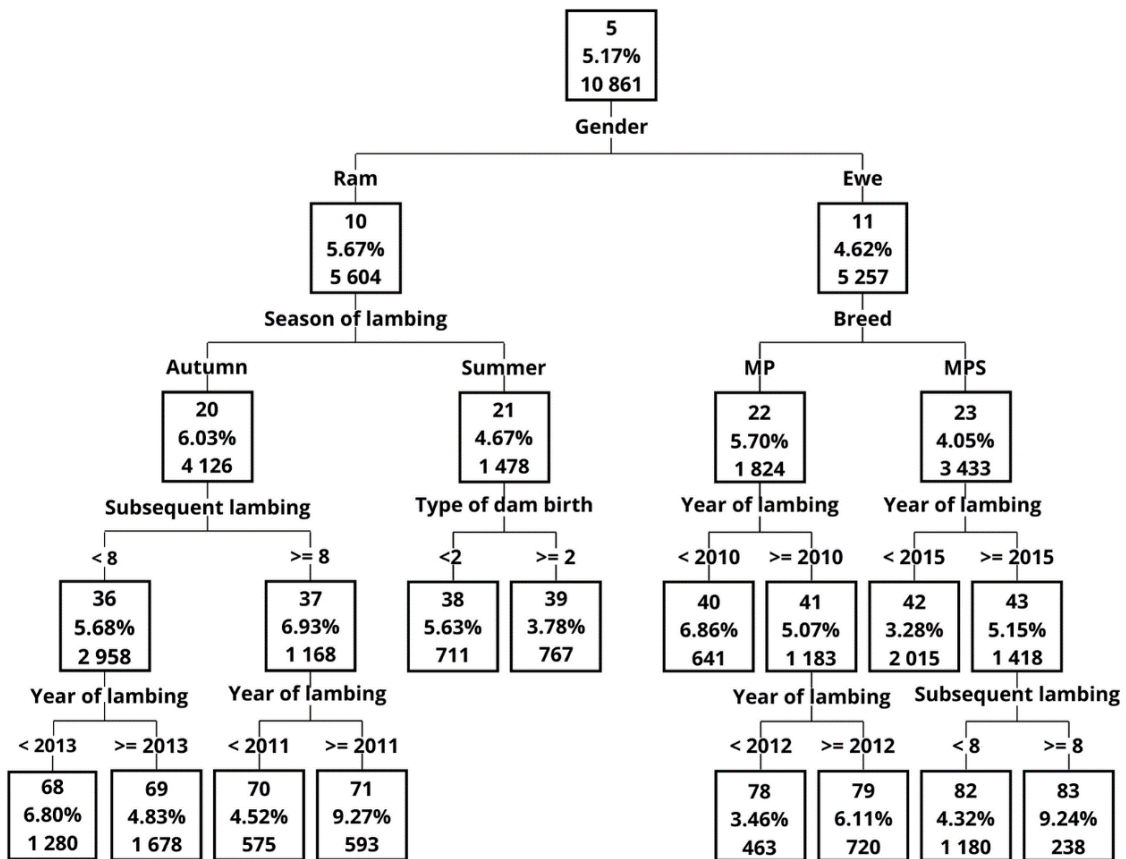 5
5.17%
10 861
Gender
Ram Ewe
10 11
5.67% 4.62%
5 604 5 257
Season of lambing Breed
Autumn Summer MP MPS
20 21 22 23
6.03% 4.67% 5.70% 4.05%
4 126 1 478 1 824 3 433
Subsequent lambing Type of dam birth Year of lambing Year of lambing
< 8 >= 8 <2 >= 2 < 2010 >= 2010 < 2015 >= 2015
36 37 38 39 40 41 42 43
5.68% 6.93% 5.63% 3.78% 6.86% 5.07% 3.28% 5.15%
2 958 1 168 711 767 641 1 183 2 015 1 418
Year of lambing Year of lambing Year of lambing Subsequent lambing
< 2013 >= 2013 < 2011 >= 2011 < 2012 >= 2012 < 8 >= 8
68 69 70 71 78 79 82 83
6.80% 4.83% 4.52% 9.27% 3.46% 6.11% 4.32% 9.24%
1 280 1 678 575 593 463 720 1 180 238